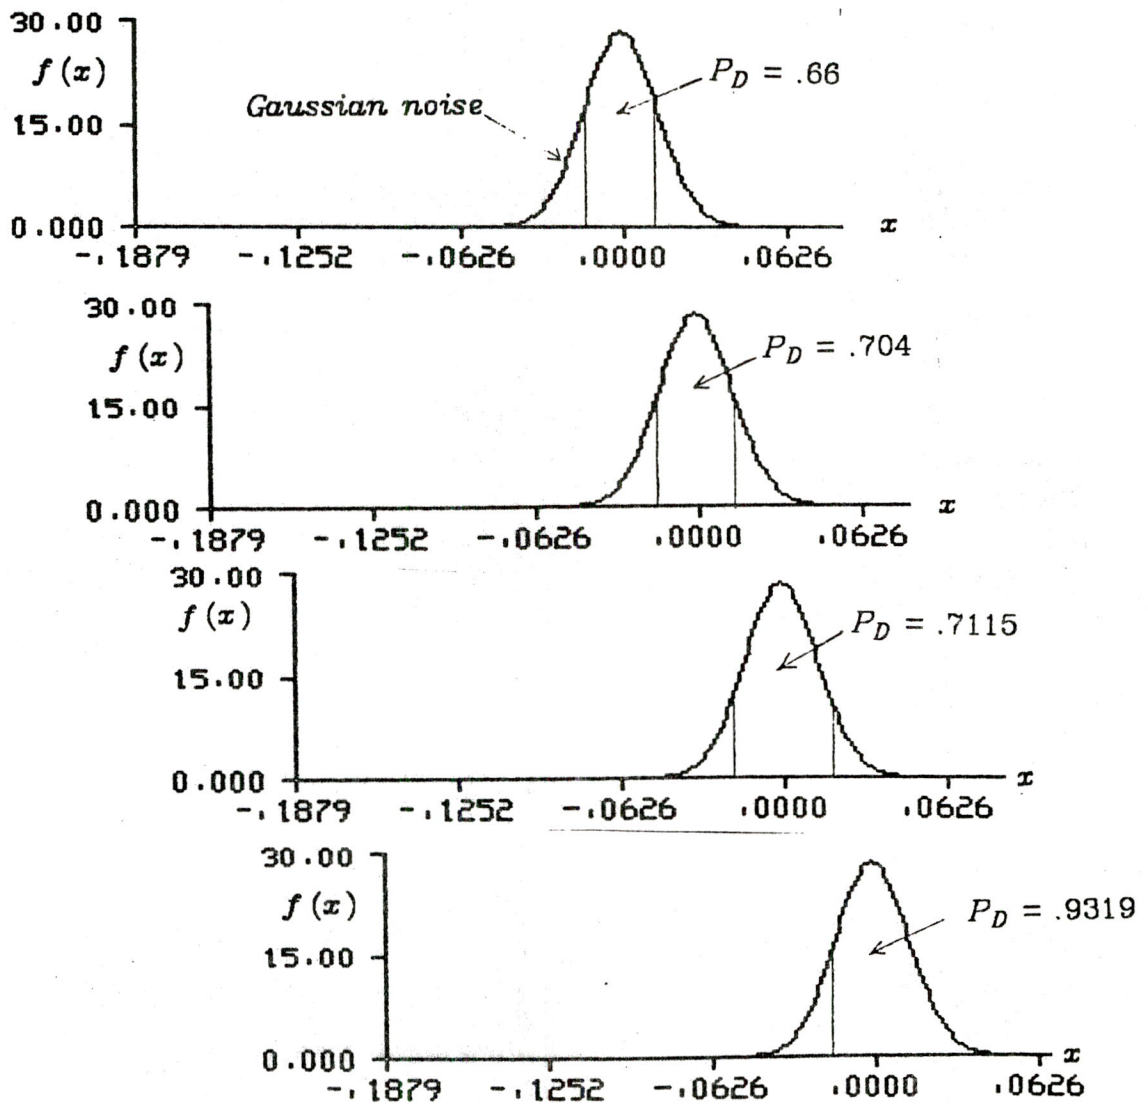 30.00
f(x)
P_D = .66
Gaussian noise
15.00
0.000
x
-.1879 -.1252 -.0626 .0000 .0626
30.00
f(x)
P_D = .704
15.00
0.000
x
-.1879 -.1252 -.0626 .0000 .0626
30.00
f(x)
P_D = .7115
15.00
0.000
x
-.1879 -.1252 -.0626 .0000 .0626
30.00
f(x)
P_D = .9319
15.00
0.000
x
-.1879 -.1252 -.0626 .0000 .0626